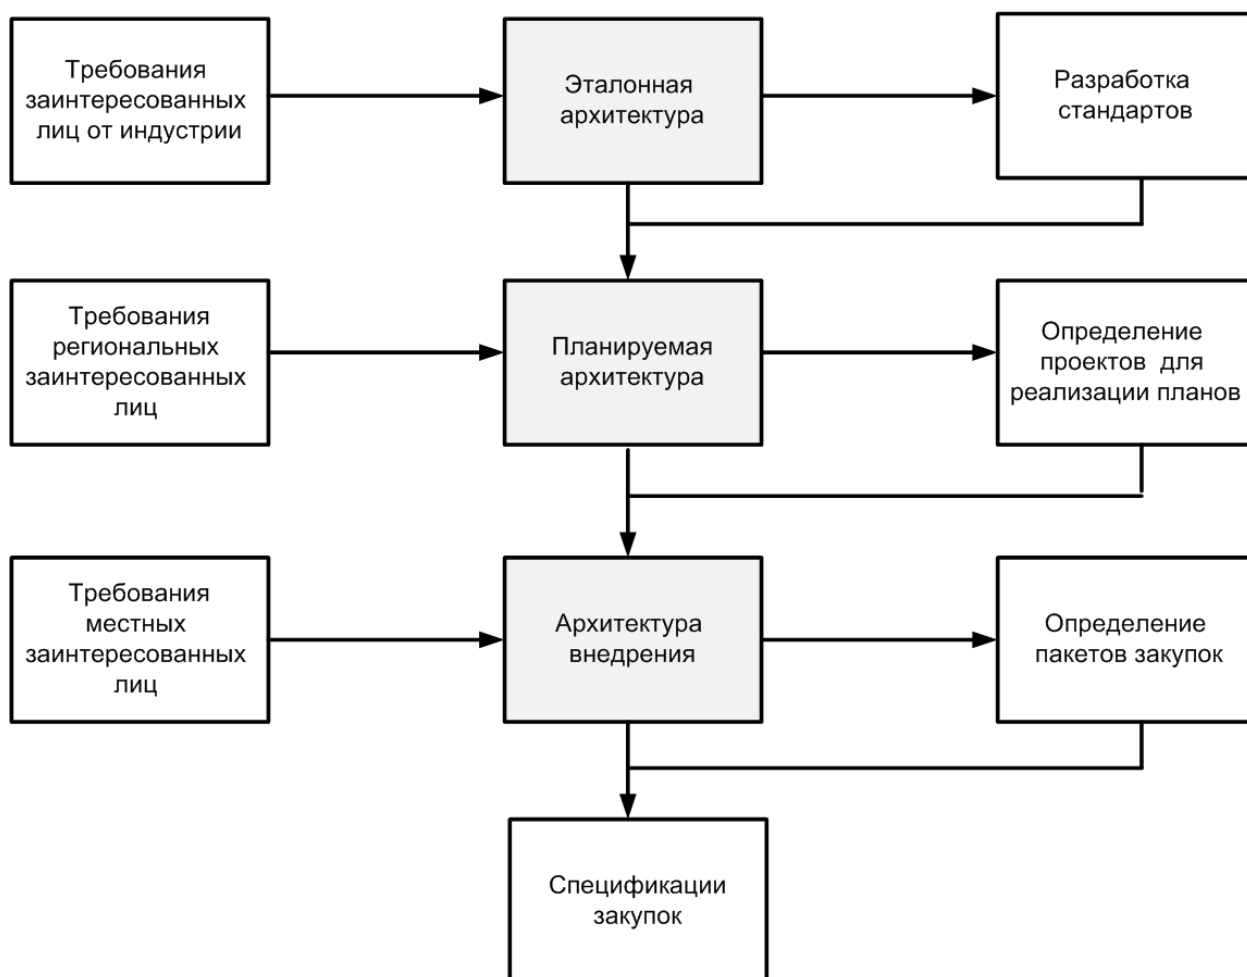 Требования
заинтересованных
лиц от индустрии
Эталонная
архитектура
Разработка
стандартов
Требования
региональных
заинтересованных
лиц
Планируемая
архитектура
Определение
проектов для
реализации планов
Требования
местных
заинтересованных
лиц
Архитектура
внедрения
Определение
пакетов закупок
Спецификации
закупок